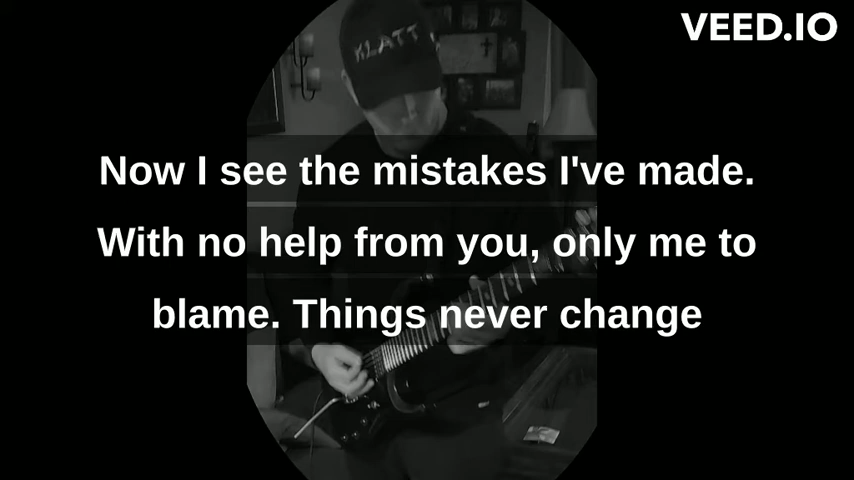 VEED.IO
KLATT
Now I see the mistakes I've made.
With no help from you, only me to
blame. Things never change